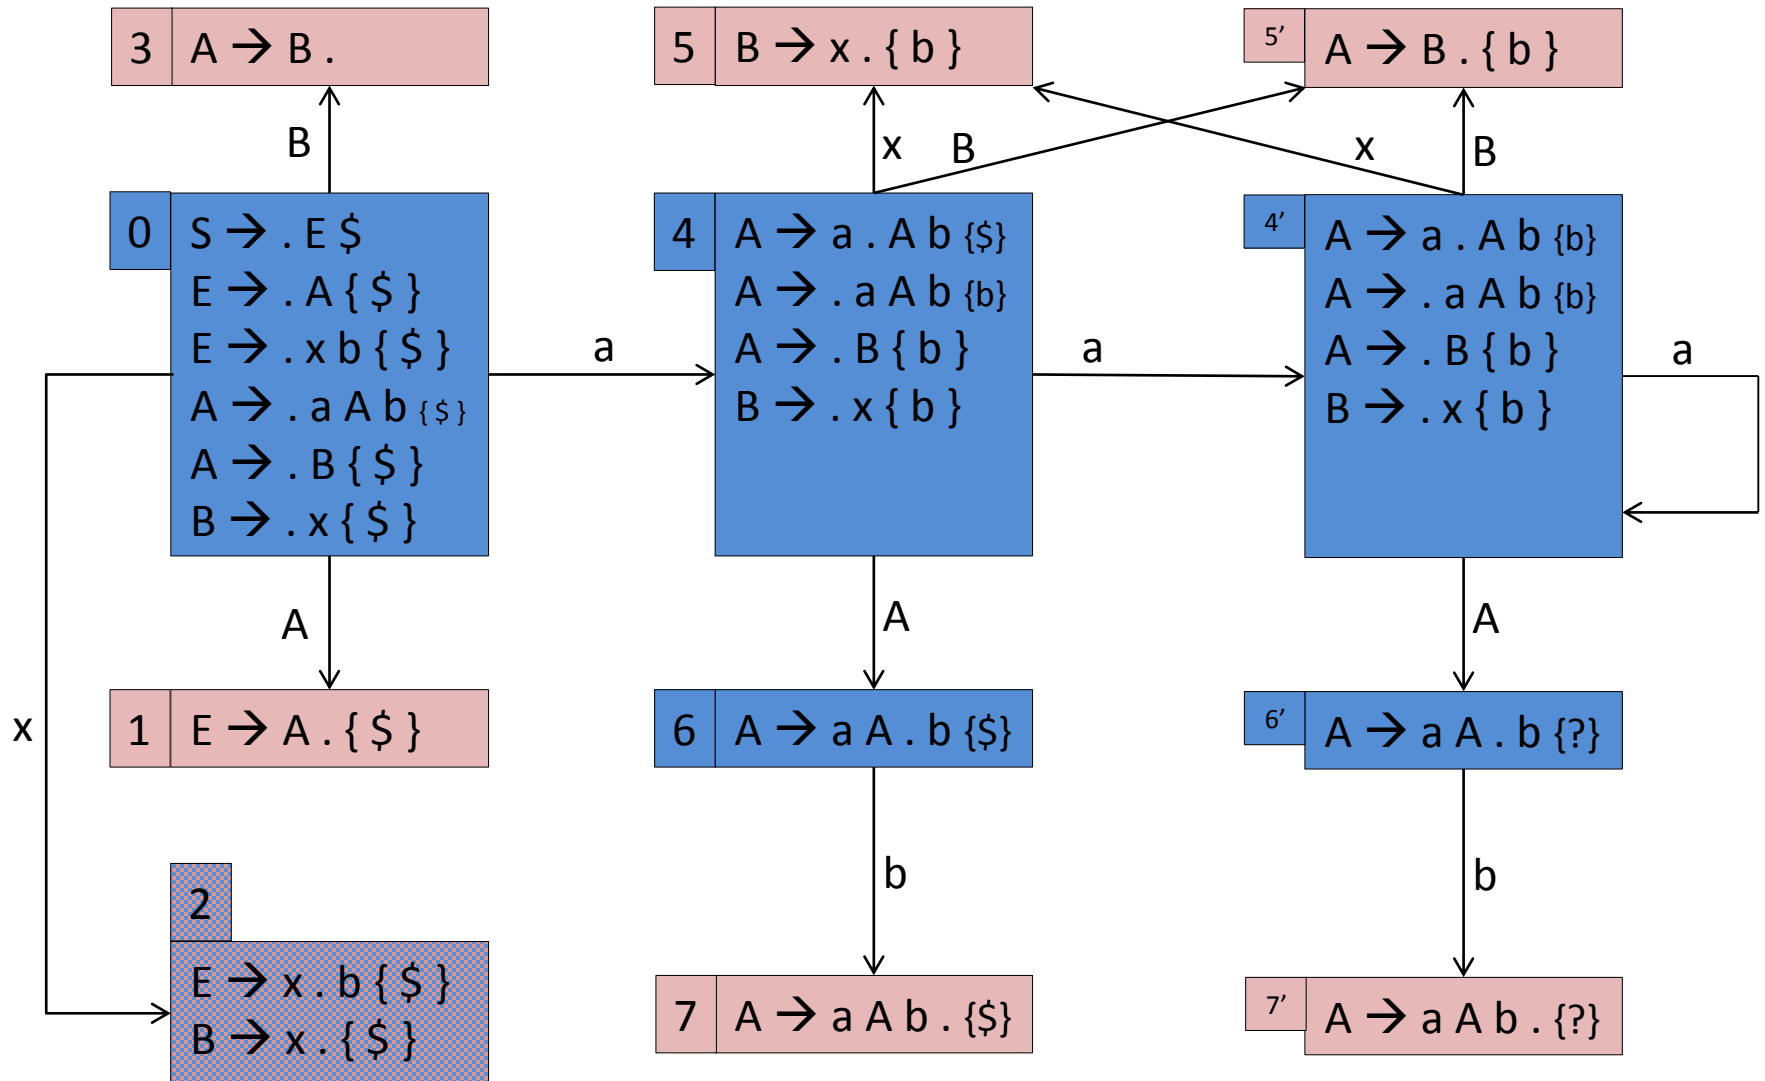 3 A → B .
5 B → x . { b }
5’ A → B . { b }
B
x
B
x
B
0
S → . E $
E → . A { $ }
E → . x b { $ }
A → . a A b { $ }
A → . B { $ }
B → . x { $ }
a
4
A → a . A b {$}
A → . a A b {b}
A → . B { b }
B → . x { b }
a
4’
A → a . A b {b}
A → . a A b {b}
A → . B { b }
B → . x { b }
a
A
A
A
x
1 E → A . { $ }
6 A → a A . b {$}
6’ A → a A . b {?}
b
b
2
E → x . b { $ }
B → x . { $ }
7 A → a A b . {$}
7’ A → a A b . {?}